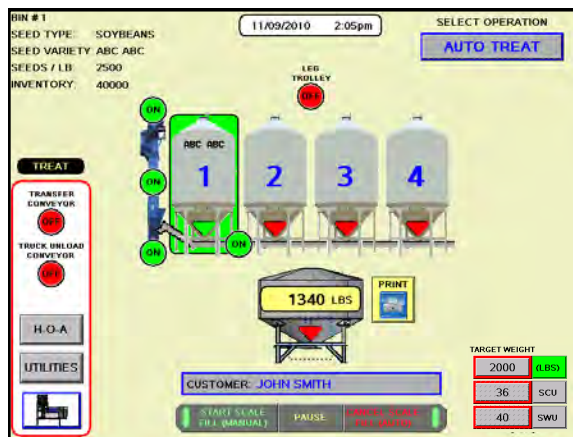 BIN # 1
SEED TYPE: SOYBEANS
SEED VARIETY: ABC ABC
SEEDS / LB: 2500
INVENTORY: 40000
11/09/2010 2:05pm
SELECT OPERATION
AUTO TREAT
LEG
TROLLEY
OFF
ON
ABC ABC
1
2
3
4
ON
ON
ON
TREAT
TRANSFER
CONVEYOR
OFF
TRUCK UNLOAD
CONVEYOR
OFF
H-O-A
UTILITIES
1340 LBS
PRINT
TARGET WEIGHT
2000 (LBS)
36 SCU
40 SWU
CUSTOMER: JOHN SMITH
START SCALE
FILL (MANUAL)
PAUSE